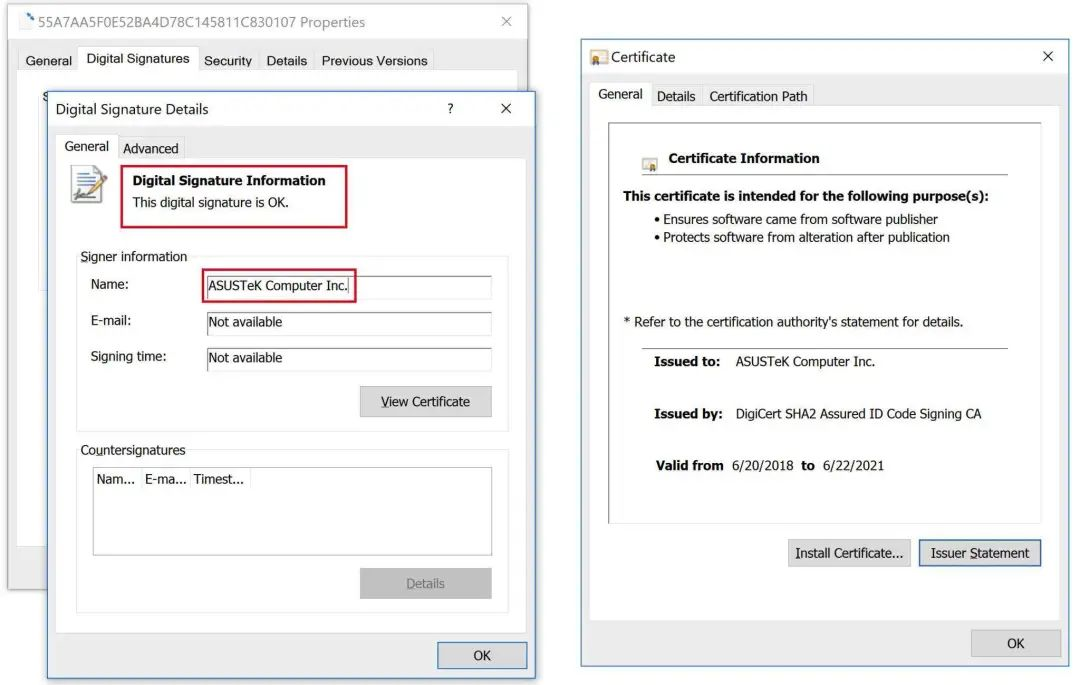 55A7AA5F0E52BA4D78C145811C830107 Properties
General Digital Signatures Security Details Previous Versions
S
Digital Signature Details ?
General Advanced
Digital Signature Information
This digital signature is OK.
Signer information
Name: ASUSTeK Computer Inc.
E-mail: Not available
Signing time: Not available
View Certificate
Countersignatures
Nam... E-ma... Timest...
Details
OK
Certificate
General Details Certification Path
Certificate Information
This certificate is intended for the following purpose(s):
• Ensures software came from software publisher
• Protects software from alteration after publication
* Refer to the certification authority's statement for details.
Issued to: ASUSTeK Computer Inc.
Issued by: DigiCert SHA2 Assured ID Code Signing CA
Valid from 6/20/2018 to 6/22/2021
Install Certificate... Issuer Statement
OK